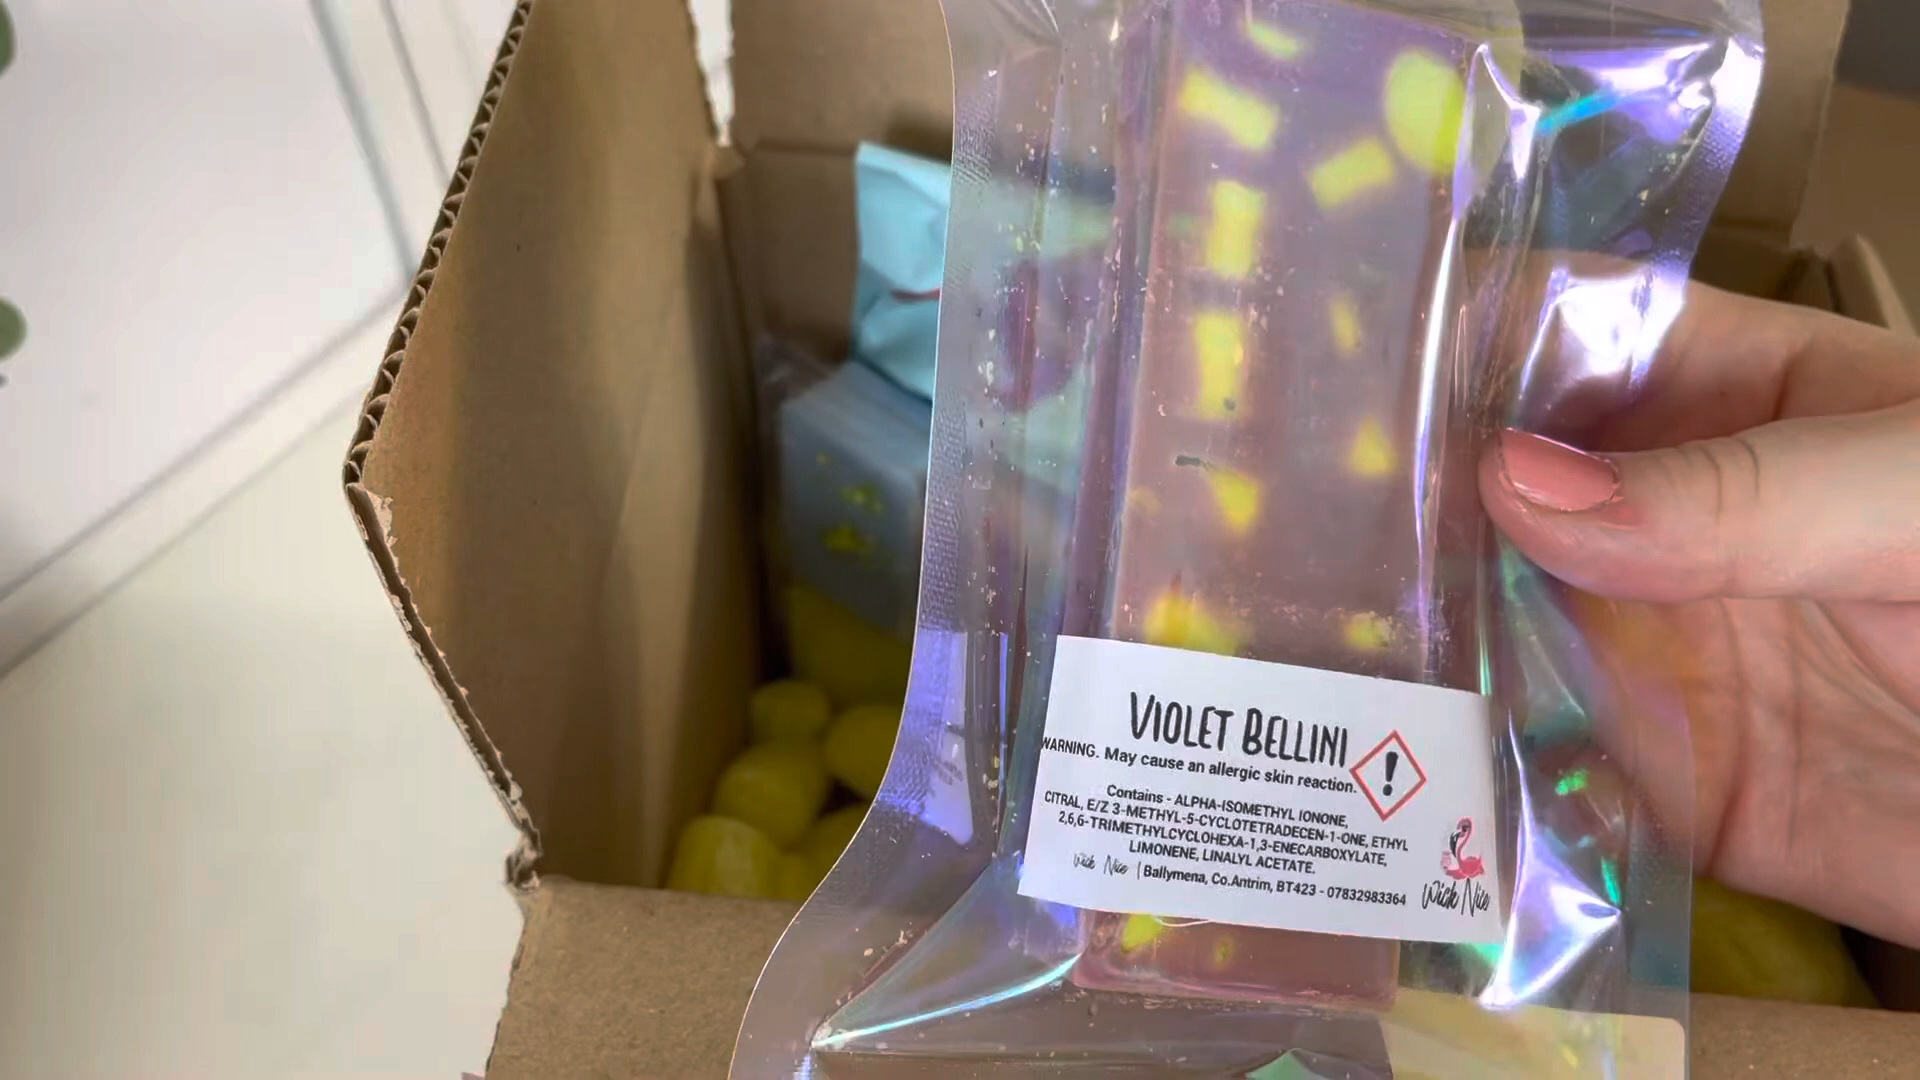 VIOLET BELLINI
WARNING. May cause an allergic skin reaction.
Contains - ALPHA-ISOMETHYL IONONE,
CITRAL, E/Z 3-METHYL-5-CYCLOTETRADECEN-1-ONE, ETHYL
2,6,6-TRIMETHYLCYCLOHEXA-1,3-ENECARBOXYLATE,
LIMONENE, LINALYL ACETATE.
Wick Nice | Ballymena, Co.Antrim, BT423 - 07832983364
Wick Nice